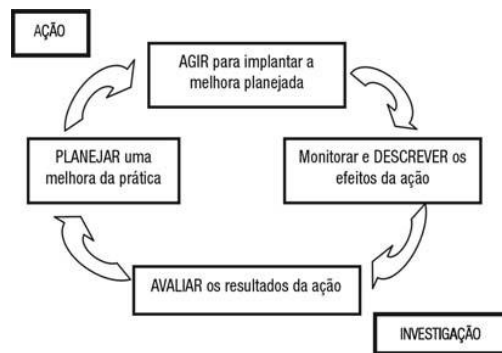 AÇÃO
AGIR para implantar a
melhora planejada
PLANEJAR uma
melhora da prática
Monitorar e DESCREVER os
efeitos da ação
AVALIAR os resultados da ação
INVESTIGAÇÃO